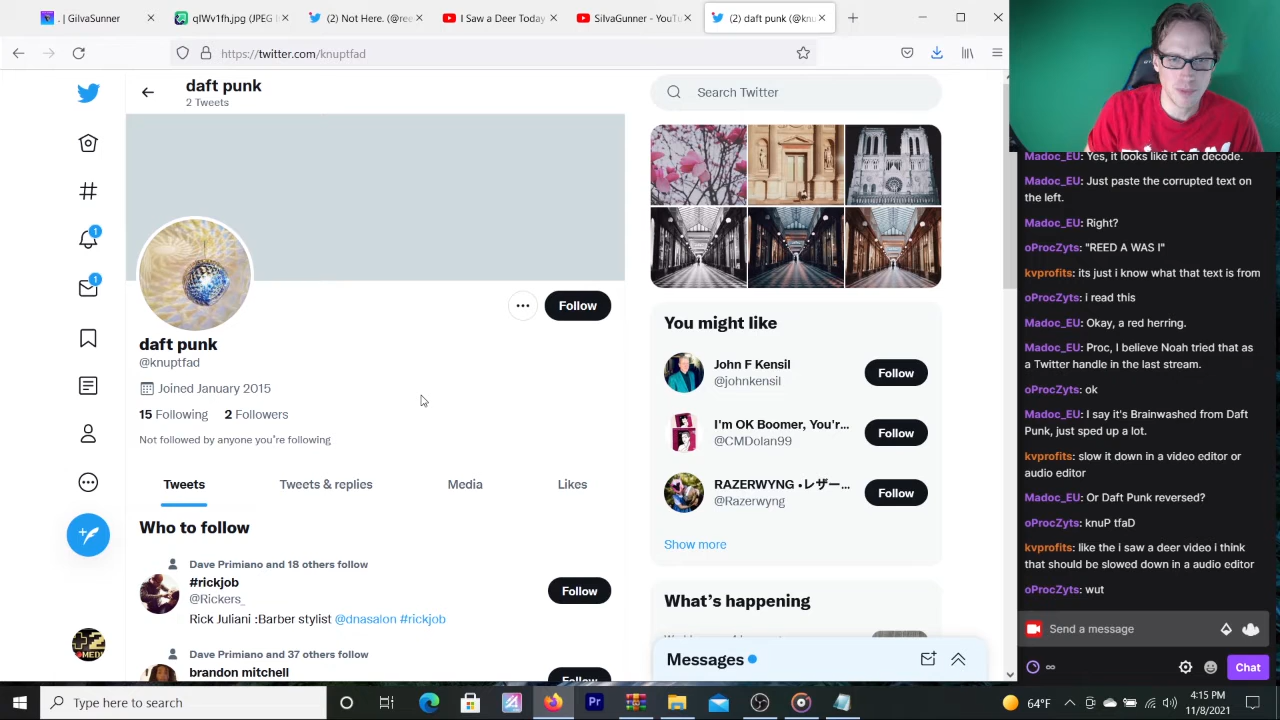 . GilvaSunner - D
qIWv1fhjpg (JPEG I
(2) Not Here. (@ree
I Saw a Deer Today
SilvaGunner - YouTu
(2) daft punk (@knu
https://twitter.com/knuptfad
daft punk
2 Tweets
Search Twitter
Follow
daft punk
@knuptfad
Joined January 2015
15 Following 2 Followers
Not followed by anyone you're following
Tweets
Tweets & replies
Media
Likes
Who to follow
Dave Primiano and 18 others follow
#rickjob
@Rickers_
Follow
Rick Juliani :Barber stylist @dnasalon #rickjob
Dave Primiano and 37 others follow
brandon mitchell
Follow
1
1
You might like
John F Kensil
@johnkensil
Follow
I'm OK Boomer, You'r...
@CMDolan99
Follow
RAZERWYNG •レザー...
@Razerwyng
Follow
Show more
What's happening
Messages
Madoc_EU: Yes, it looks like it can decode.
Madoc_EU: Just paste the corrupted text on
the left.
Madoc_EU: Right?
oProcZyts: "REED A WAS I"
kvprofits: its just i know what that text is from
oProcZyts: i read this
Madoc_EU: Okay, a red herring.
Madoc_EU: Proc, I believe Noah tried that as
a Twitter handle in the last stream.
oProcZyts: ok
Madoc_EU: I say it's Brainwashed from Daft
Punk, just sped up a lot.
kvprofits: slow it down in a video editor or
audio editor
Madoc_EU: Or Daft Punk reversed?
oProcZyts: knuP tfaD
kvprofits: like the i saw a deer video i think
that should be slowed down in a audio editor
oProcZyts: wut
Send a message
Chat
Type here to search
Pr
64°F
4:15 PM
11/8/2021